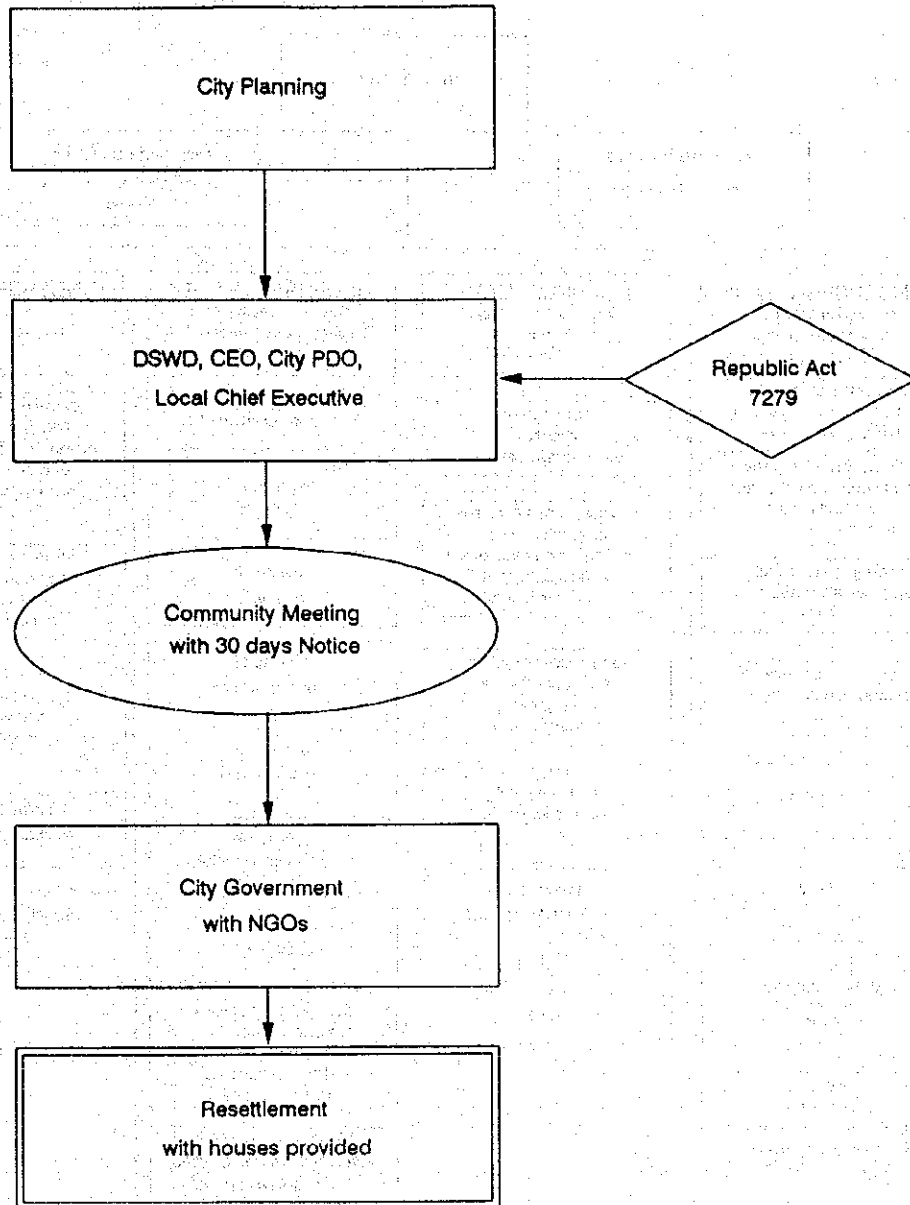 City Planning
DSWD, CEO, City PDO,
Local Chief Executive
Republic Act
7279
Community Meeting
with 30 days Notice
City Government
with NGOs
Resettlement
with houses provided